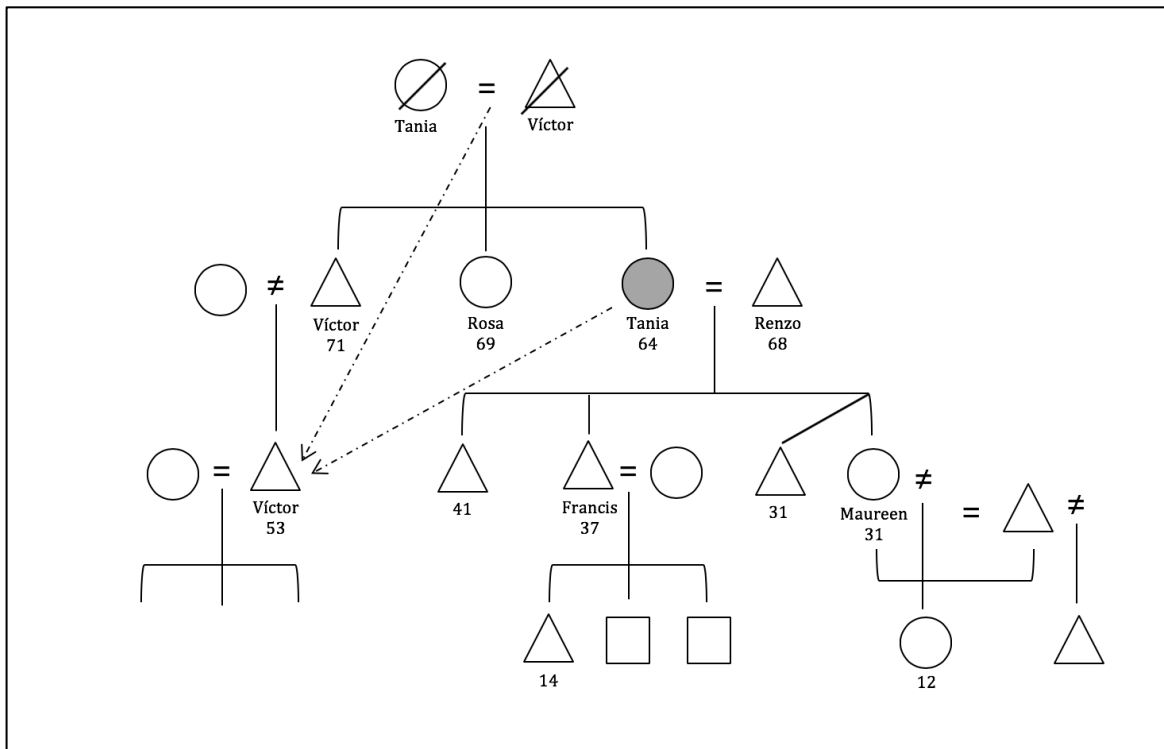 =
Tania
Víctor
≠
=
Víctor
71
Rosa
69
Tania
64
Renzo
68
=
=
≠
=
≠
Víctor
53
41
Francis
37
31
Maureen
31
14
12